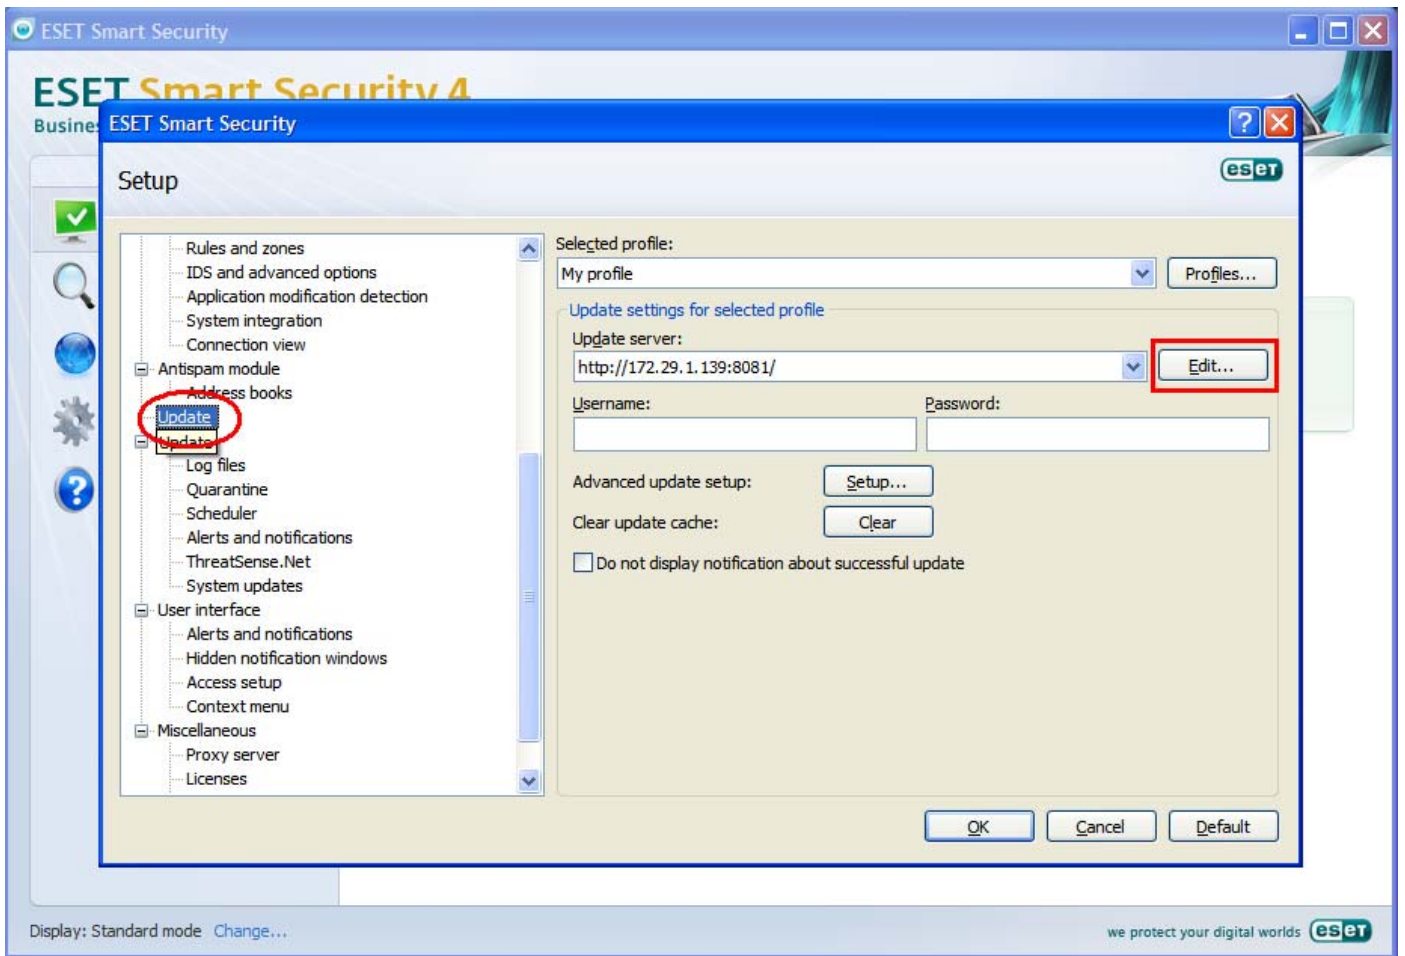 ESET Smart Security
ESET Smart Security 4
Busines
ESET Smart Security
Setup
eset
Rules and zones
IDS and advanced options
Application modification detection
System integration
Connection view
Antispam module
Address books
Update
Update
Log files
Quarantine
Scheduler
Alerts and notifications
ThreatSense.Net
System updates
User interface
Alerts and notifications
Hidden notification windows
Access setup
Context menu
Miscellaneous
Proxy server
Licenses
Selected profile:
My profile
Profiles...
Update settings for selected profile
Update server:
http://172.29.1.139:8081/
Edit...
Username:
Password:
Advanced update setup:
Setup...
Clear update cache:
Clear
Do not display notification about successful update
OK
Cancel
Default
Display: Standard mode Change...
we protect your digital worlds eset